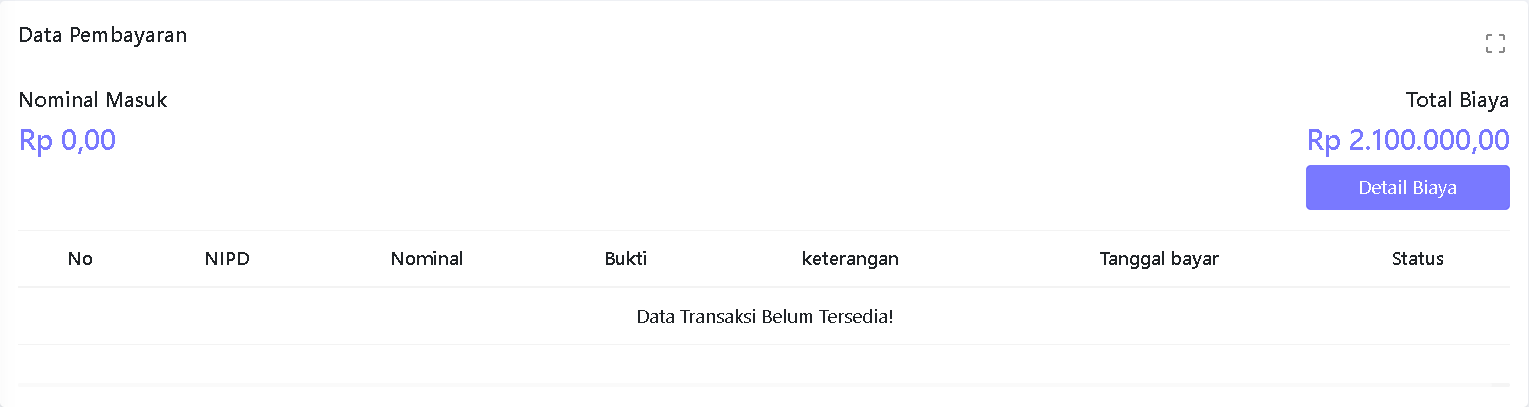 Data Pembayaran
Nominal Masuk
Rp 0,00
Total Biaya
Rp 2.100.000,00
Detail Biaya
No NIPD Nominal Bukti keterangan Tanggal bayar Status
Data Transaksi Belum Tersedia!